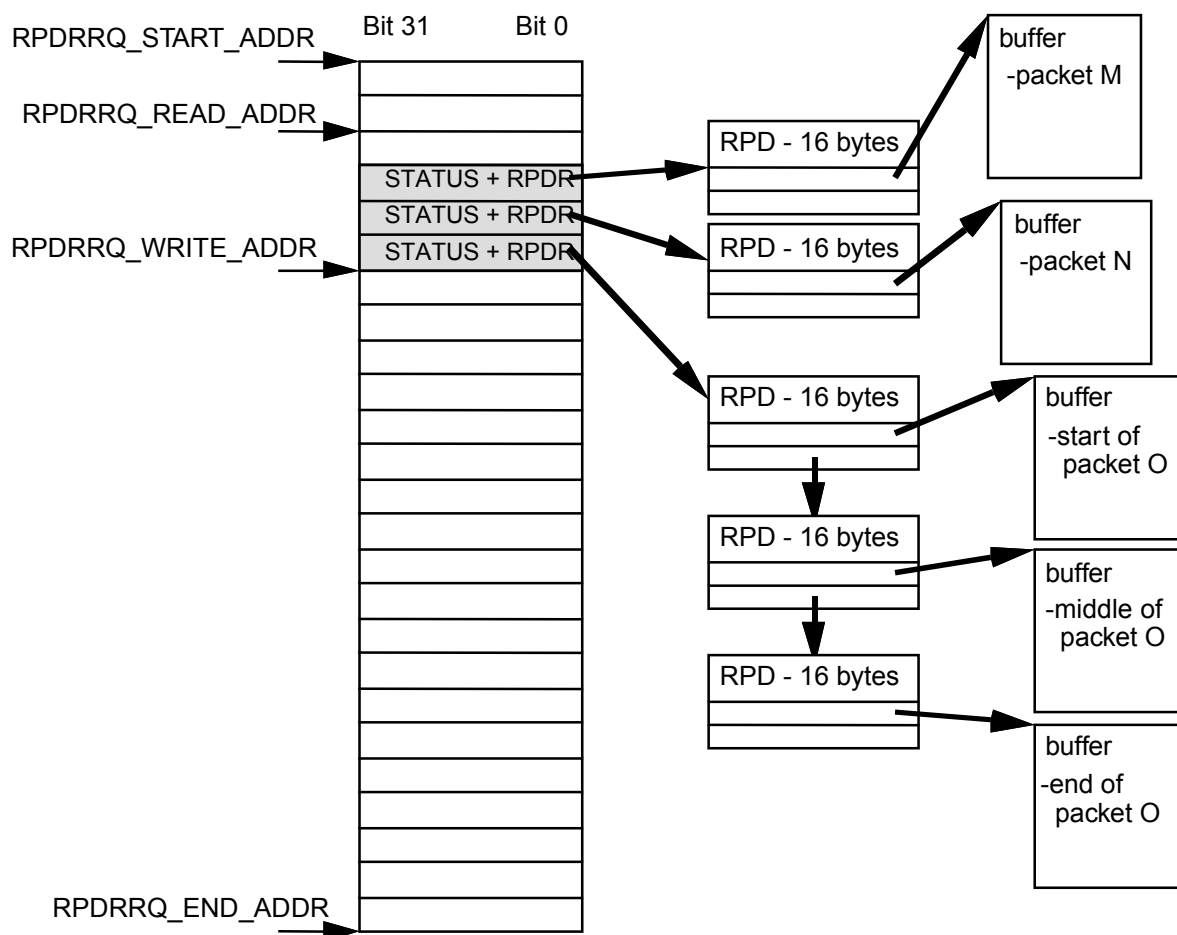 Bit 31 Bit 0
RPDRRQ_START_ADDR
RPDRRQ_READ_ADDR
STATUS + RPDR
STATUS + RPDR
RPDRRQ_WRITE_ADDR
STATUS + RPDR
RPDRRQ_END_ADDR
RPD - 16 bytes
RPD - 16 bytes
RPD - 16 bytes
RPD - 16 bytes
RPD - 16 bytes
buffer
-packet M
buffer
-packet N
buffer
-start of
packet O
buffer
-middle of
packet O
buffer
-end of
packet O